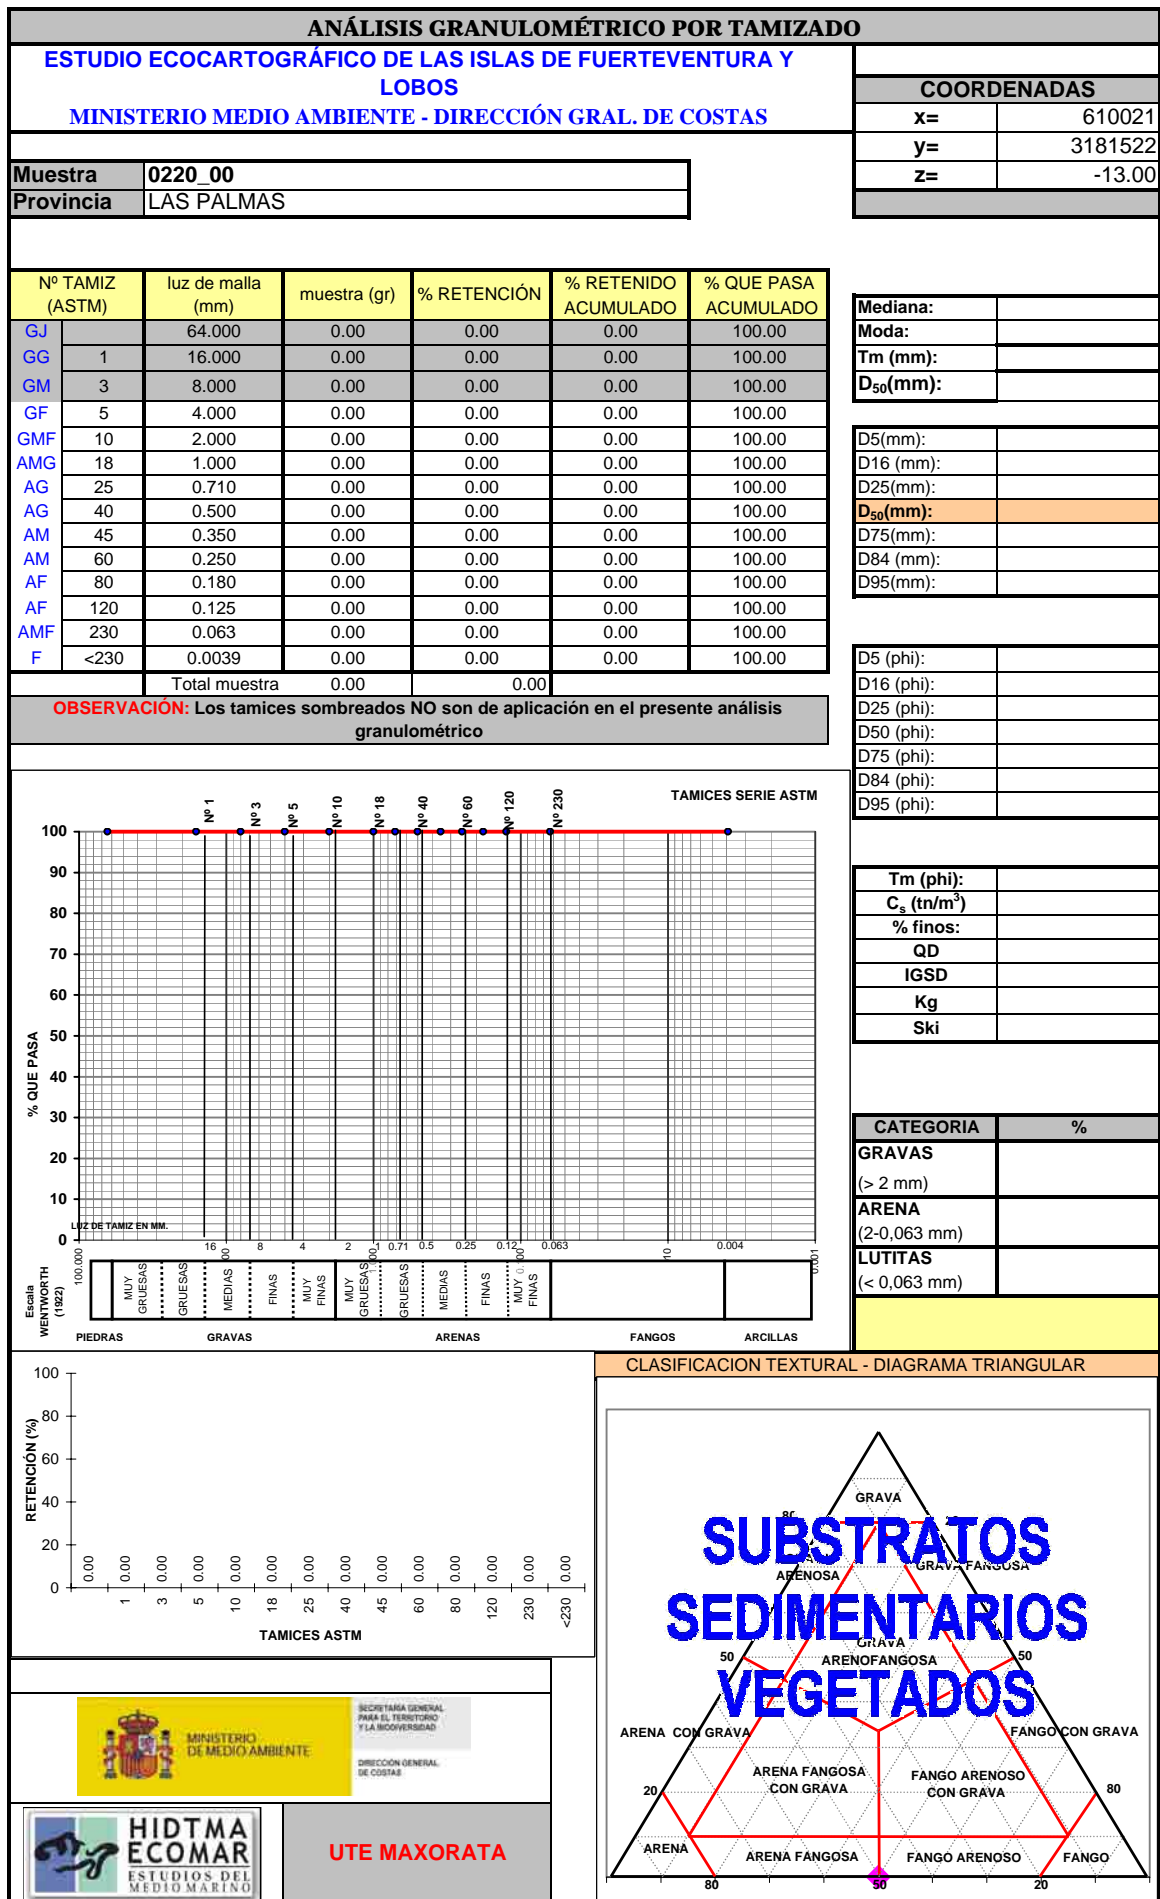 ANÁLISIS GRANULOMÉTRICO POR TAMIZADO
ESTUDIO ECOCARTOGRÁFICO DE LAS ISLAS DE FUERTEVENTURA Y
LOBOS
MINISTERIO MEDIO AMBIENTE - DIRECCIÓN GRAL. DE COSTAS
COORDENADAS
x= 610021
y= 3181522
z= -13.00
Muestra 0220_00
Provincia LAS PALMAS
Nº TAMIZ (ASTM) luz de malla (mm) muestra (gr) % RETENCIÓN % RETENIDO ACUMULADO % QUE PASA ACUMULADO
GJ 64.000 0.00 0.00 0.00 100.00
GG 1 16.000 0.00 0.00 0.00 100.00
GM 3 8.000 0.00 0.00 0.00 100.00
GF 5 4.000 0.00 0.00 0.00 100.00
GMF 10 2.000 0.00 0.00 0.00 100.00
AMG 18 1.000 0.00 0.00 0.00 100.00
AG 25 0.710 0.00 0.00 0.00 100.00
AG 40 0.500 0.00 0.00 0.00 100.00
AM 45 0.350 0.00 0.00 0.00 100.00
AM 60 0.250 0.00 0.00 0.00 100.00
AF 80 0.180 0.00 0.00 0.00 100.00
AF 120 0.125 0.00 0.00 0.00 100.00
AMF 230 0.063 0.00 0.00 0.00 100.00
F <230 0.0039 0.00 0.00 0.00 100.00
Total muestra 0.00 0.00
OBSERVACIÓN: Los tamices sombreados NO son de aplicación en el presente análisis
granulométrico
Mediana:
Moda:
Tm (mm):
D50(mm):
D5(mm):
D16 (mm):
D25(mm):
D50(mm):
D75(mm):
D84 (mm):
D95(mm):
D5 (phi):
D16 (phi):
D25 (phi):
D50 (phi):
D75 (phi):
D84 (phi):
D95 (phi):
Tm (phi):
Cs (tn/m3)
% finos:
QD
IGSD
Kg
Ski
CATEGORIA %
GRAVAS
(> 2 mm)
ARENA
(2-0,063 mm)
LUTITAS
(< 0,063 mm)
TAMICES SERIE ASTM
Nº 1 Nº 3 Nº 5 Nº 10 Nº 18 Nº 40 Nº 60 Nº 120 Nº 230
% QUE PASA
100
90
80
70
60
50
40
30
20
10
0
LUZ DE TAMIZ EN MM.
16 8 4 2 1 0.71 0.5 0.25 0.12 0.063 0.004
100.000 0.001
Escala WENTWORTH (1922)
MUY GRUESAS GRUESAS MEDIAS FINAS MUY FINAS MUY GRUESAS GRUESAS MEDIAS FINAS MUY FINAS
PIEDRAS GRAVAS ARENAS FANGOS ARCILLAS
RETENCIÓN (%)
100
80
60
40
20
0
0.00 0.00 0.00 0.00 0.00 0.00 0.00 0.00 0.00 0.00 0.00 0.00 0.00 0.00
1 3 5 10 18 25 40 45 60 80 120 230 <230
TAMICES ASTM
CLASIFICACION TEXTURAL - DIAGRAMA TRIANGULAR
GRAVA
SUBSTRATOS
ARENOSA
GRAVA FANGOSA
SEDIMENTARIOS
GRAVA
ARENOFANGOSA
50 50
VEGETADOS
ARENA CON GRAVA
FANGO CON GRAVA
ARENA FANGOSA
CON GRAVA
FANGO ARENOSO
CON GRAVA
20 80
ARENA
ARENA FANGOSA
FANGO ARENOSO
FANGO
80 50 20
MINISTERIO
DE MEDIO AMBIENTE
SECRETARÍA GENERAL
PARA EL TERRITORIO
Y LA BIODIVERSIDAD
DIRECCIÓN GENERAL
DE COSTAS
HIDTMA
ECOMAR
ESTUDIOS DEL
MEDIO MARINO
UTE MAXORATA